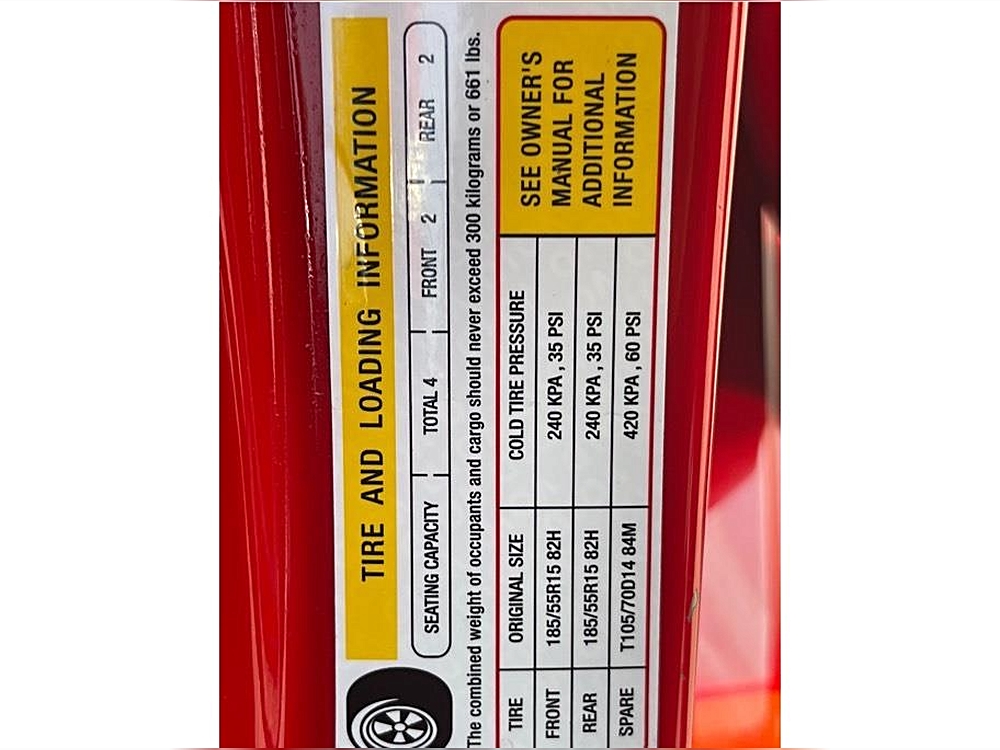 TIRE AND LOADING INFORMATION
SEATING CAPACITY TOTAL 4 FRONT 2 REAR 2
The combined weight of occupants and cargo should never exceed 300 kilograms or 661 lbs.
TIRE ORIGINAL SIZE COLD TIRE PRESSURE
FRONT 185/55R15 82H 240 KPA , 35 PSI
REAR 185/55R15 82H 240 KPA , 35 PSI
SPARE T105/70D14 84M 420 KPA , 60 PSI
SEE OWNER'S
MANUAL FOR
ADDITIONAL
INFORMATION